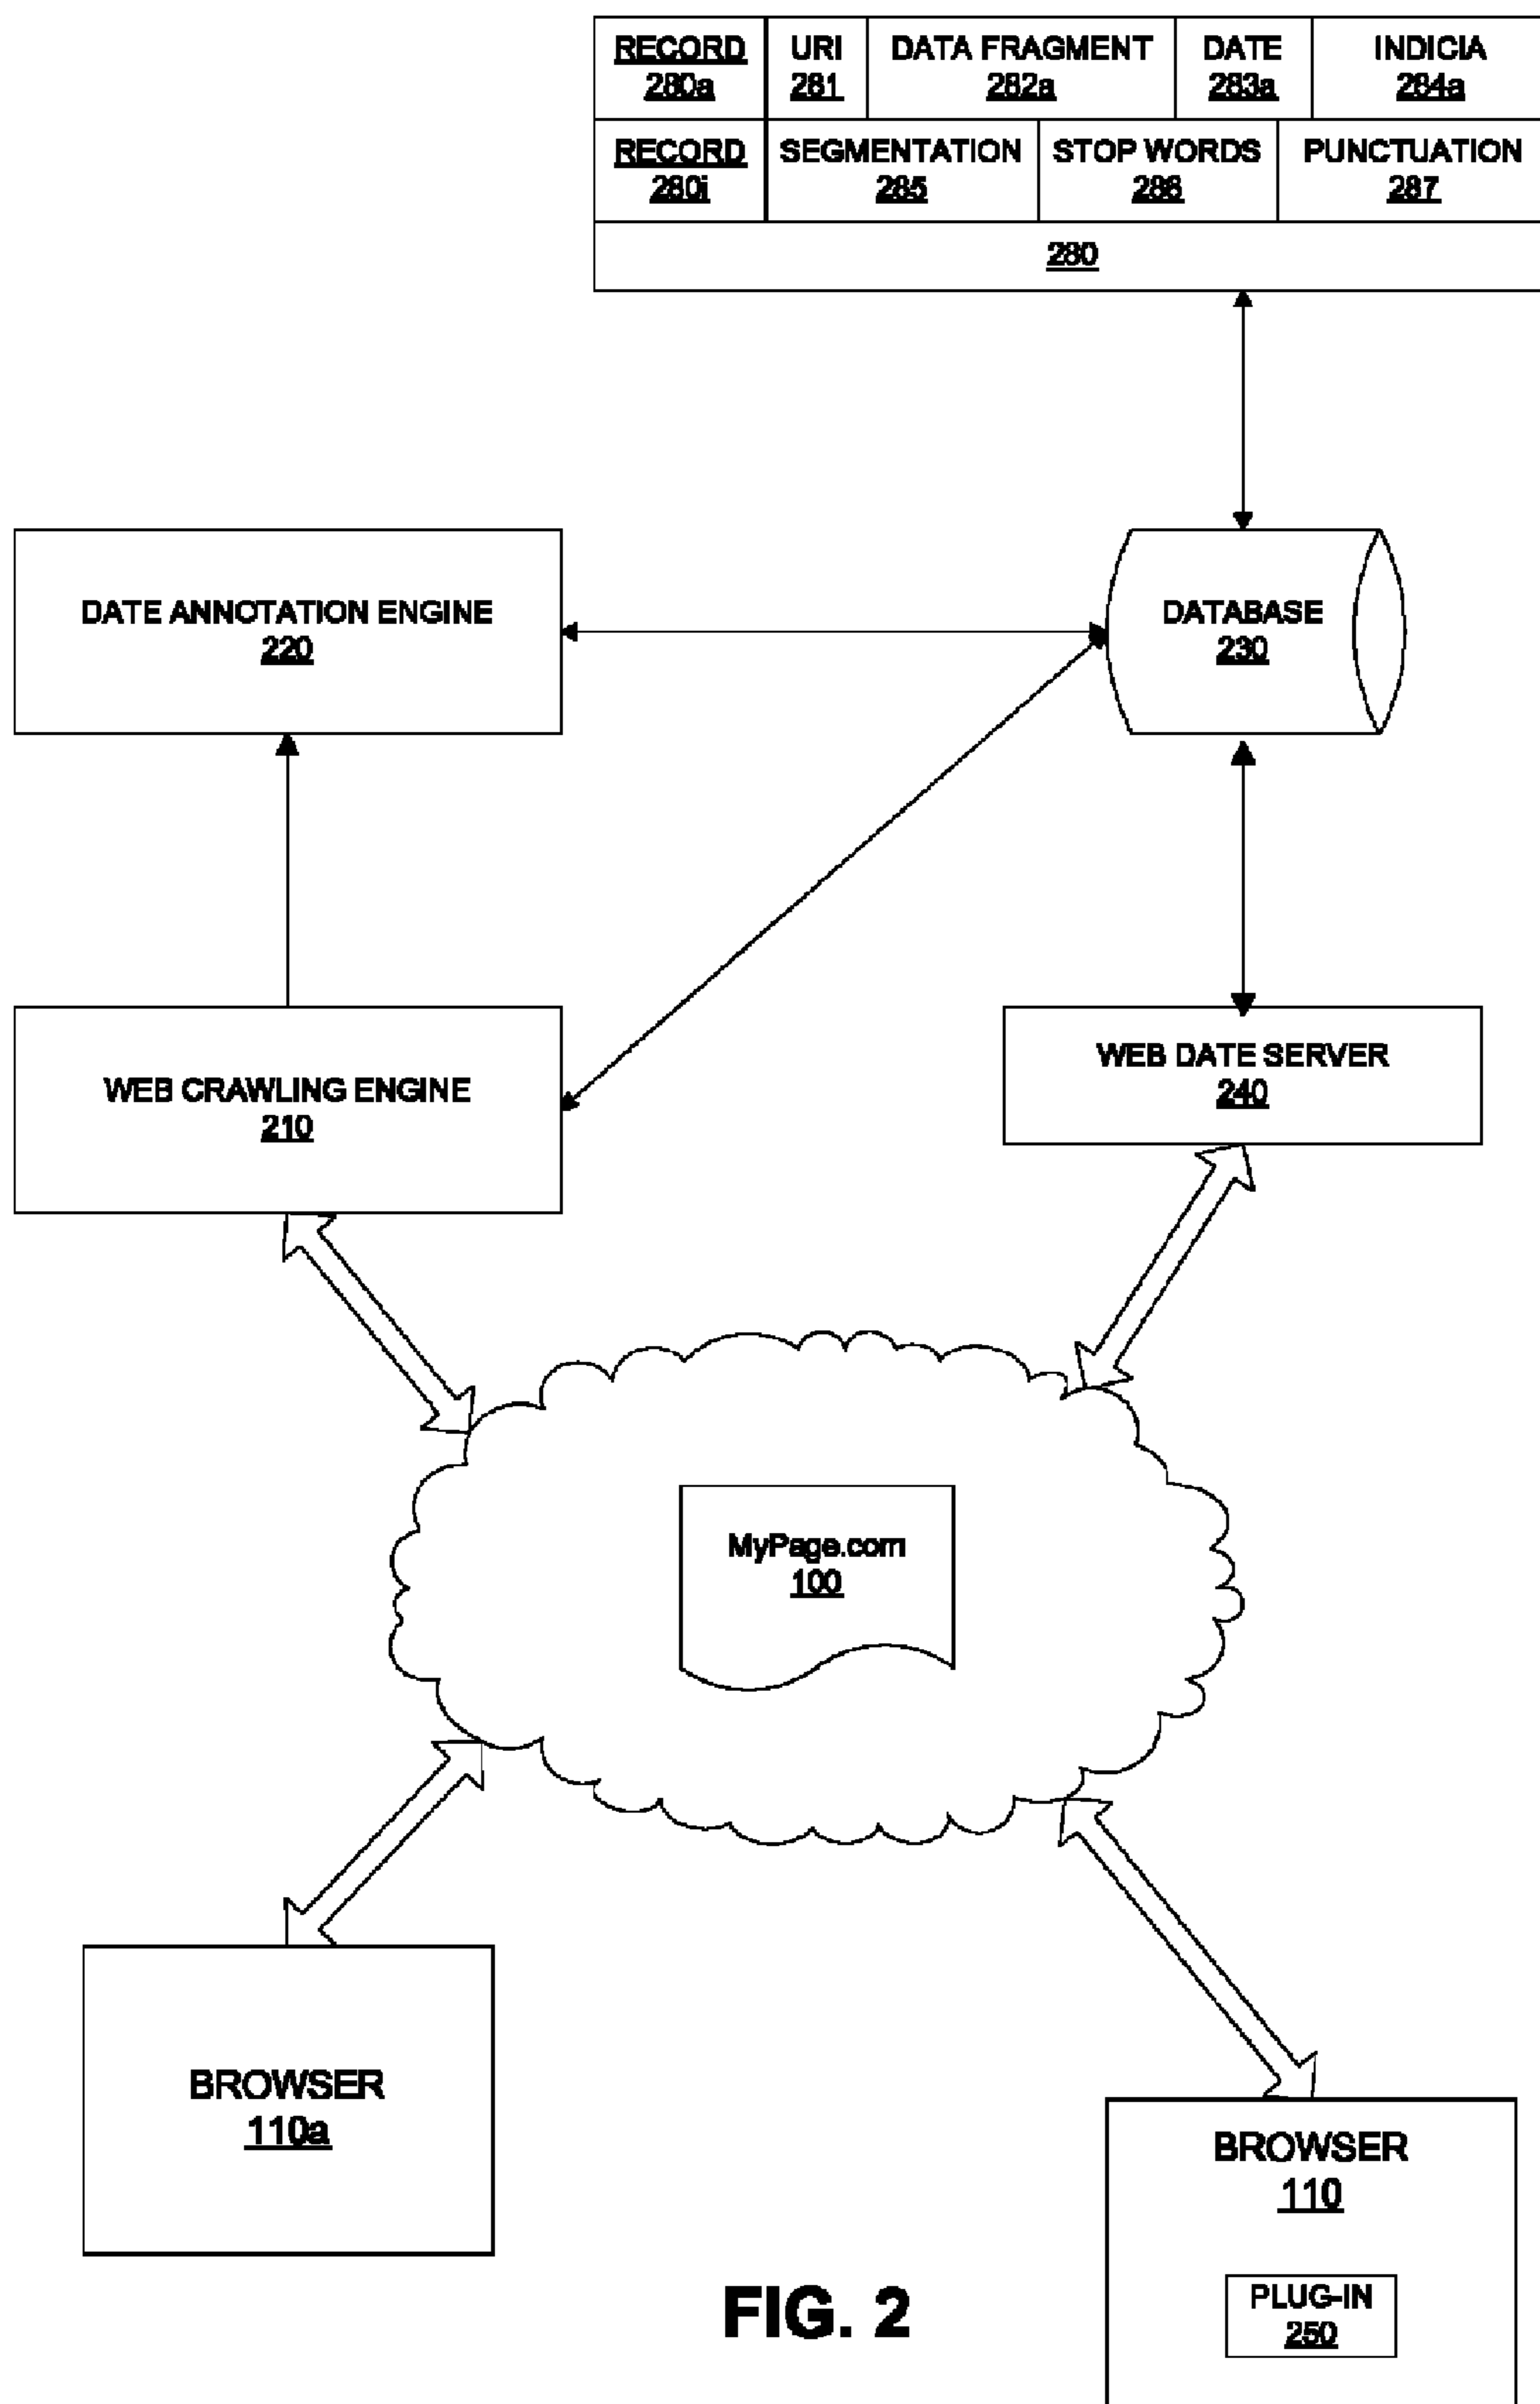 RECORD URI DATA FRAGMENT DATE INDICIA
280a 281 282a 283a 284a
RECORD SEGMENTATION STOP WORDS PUNCTUATION
280i 285 286 287
280
DATE ANNOTATION ENGINE
220
DATABASE
230
WEB CRAWLING ENGINE
210
WEB DATE SERVER
240
MyPage.com
100
BROWSER
110a
BROWSER
110
PLUG-IN
250
FIG. 2